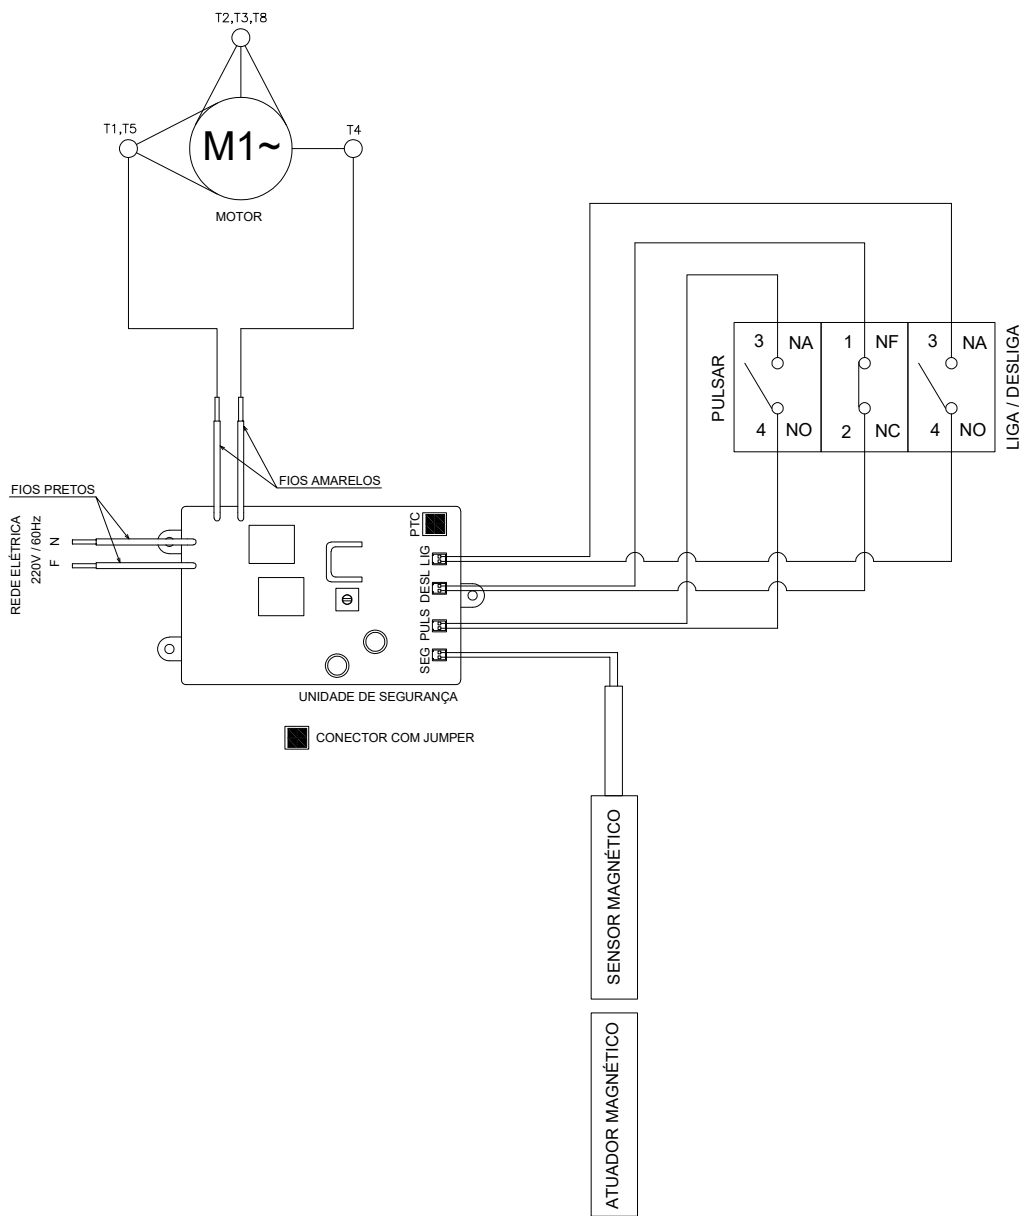 T2,T3,T8
T1,T5
T4
M1~
MOTOR
FIOS AMARELOS
FIOS PRETOS
REDE ELÉTRICA
220V / 60Hz
F N
PTC
LIG
DESL
PULS
SEG
UNIDADE DE SEGURANÇA
CONECTOR COM JUMPER
PULSAR
3 NA
4 NO
1 NF
2 NC
3 NA
4 NO
LIGA / DESLIGA
SENSOR MAGNÉTICO
ATUADOR MAGNÉTICO